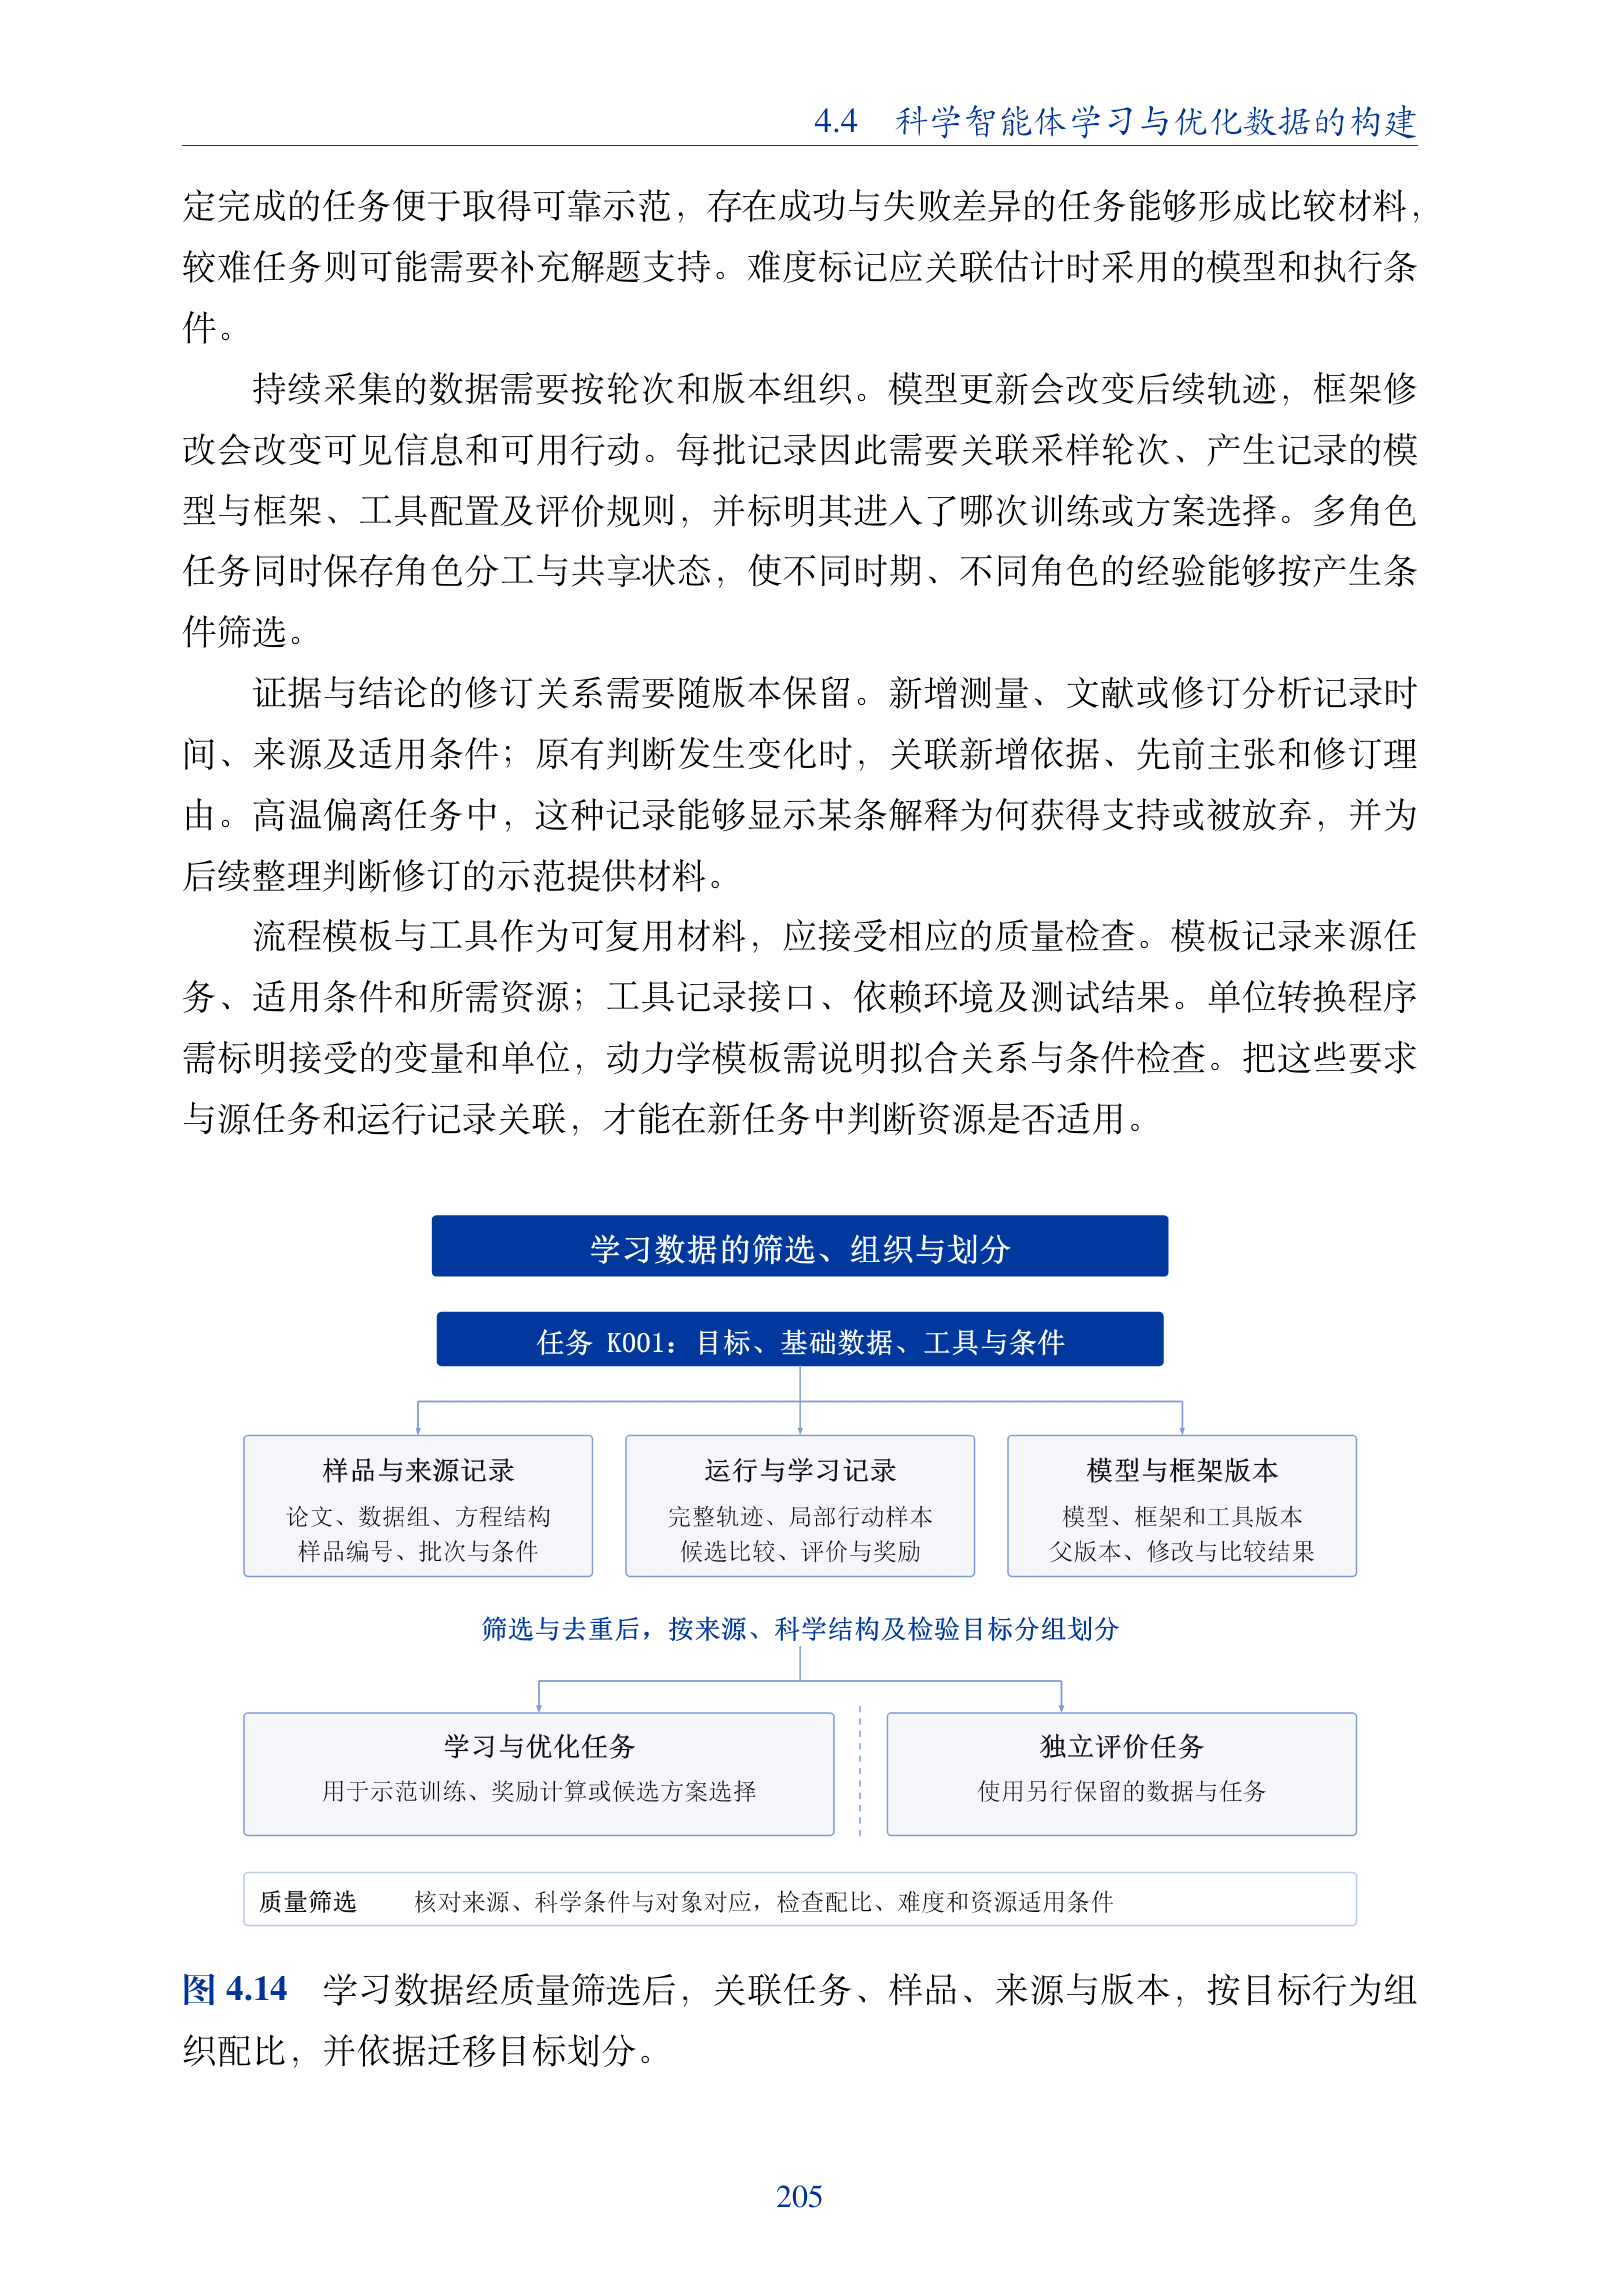 4.4 科学智能体学习与优化数据的构建
定完成的任务便于取得可靠示范，存在成功与失败差异的任务能够形成比较材料，
较难任务则可能需要补充解题支持。难度标记应关联估计时采用的模型和执行条
件。
持续采集的数据需要按轮次和版本组织。模型更新会改变后续轨迹，框架修
改会改变可见信息和可用行动。每批记录因此需要关联采样轮次、产生记录的模
型与框架、工具配置及评价规则，并标明其进入了哪次训练或方案选择。多角色
任务同时保存角色分工与共享状态，使不同时期、不同角色的经验能够按产生条
件筛选。
证据与结论的修订关系需要随版本保留。新增测量、文献或修订分析记录时
间、来源及适用条件；原有判断发生变化时，关联新增依据、先前主张和修订理
由。高温偏离任务中，这种记录能够显示某条解释为何获得支持或被放弃，并为
后续整理判断修订的示范提供材料。
流程模板与工具作为可复用材料，应接受相应的质量检查。模板记录来源任
务、适用条件和所需资源；工具记录接口、依赖环境及测试结果。单位转换程序
需标明接受的变量和单位，动力学模板需说明拟合关系与条件检查。把这些要求
与源任务和运行记录关联，才能在新任务中判断资源是否适用。
学习数据的筛选、组织与划分
任务 K001：目标、基础数据、工具与条件
样品与来源记录
论文、数据组、方程结构
样品编号、批次与条件
运行与学习记录
完整轨迹、局部行动样本
候选比较、评价与奖励
模型与框架版本
模型、框架和工具版本
父版本、修改与比较结果
筛选与去重后，按来源、科学结构及检验目标分组划分
学习与优化任务
用于示范训练、奖励计算或候选方案选择
独立评价任务
使用另行保留的数据与任务
质量筛选 核对来源、科学条件与对象对应，检查配比、难度和资源适用条件
图 4.14 学习数据经质量筛选后，关联任务、样品、来源与版本，按目标行为组
织配比，并依据迁移目标划分。
205